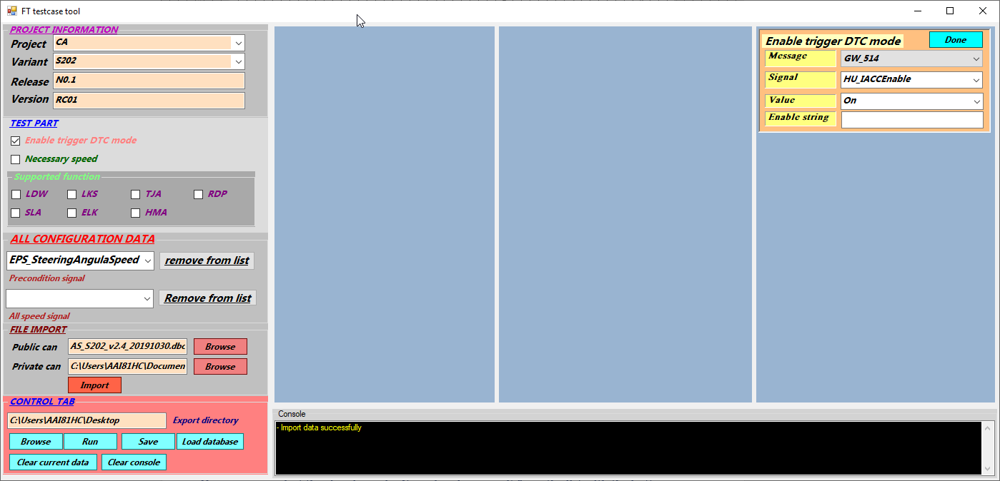 FT testcase tool
PROJECT INFORMATION
Project CA
Variant S202
Release N0.1
Version RC01
TEST PART
Enable trigger DTC mode
Necessary speed
Supported function
LDW LKS TJA RDP
SLA ELK HMA
ALL CONFIGURATION DATA
EPS_SteeringAngulaSpeed remove from list
Precondition signal
Remove from list
All speed signal
FILE IMPORT
Public can AS_S202_v2.4_20191030.dbc Browse
Private can C:\Users\AAI81HC\Documen Browse
Import
CONTROL TAB
C:\Users\AAI81HC\Desktop Export directory
Browse Run Save Load database
Clear current data Clear console
Enable trigger DTC mode Done
Message GW_514
Signal HU_IACCEnable
Value On
Enable string
Console
- Import data successfully